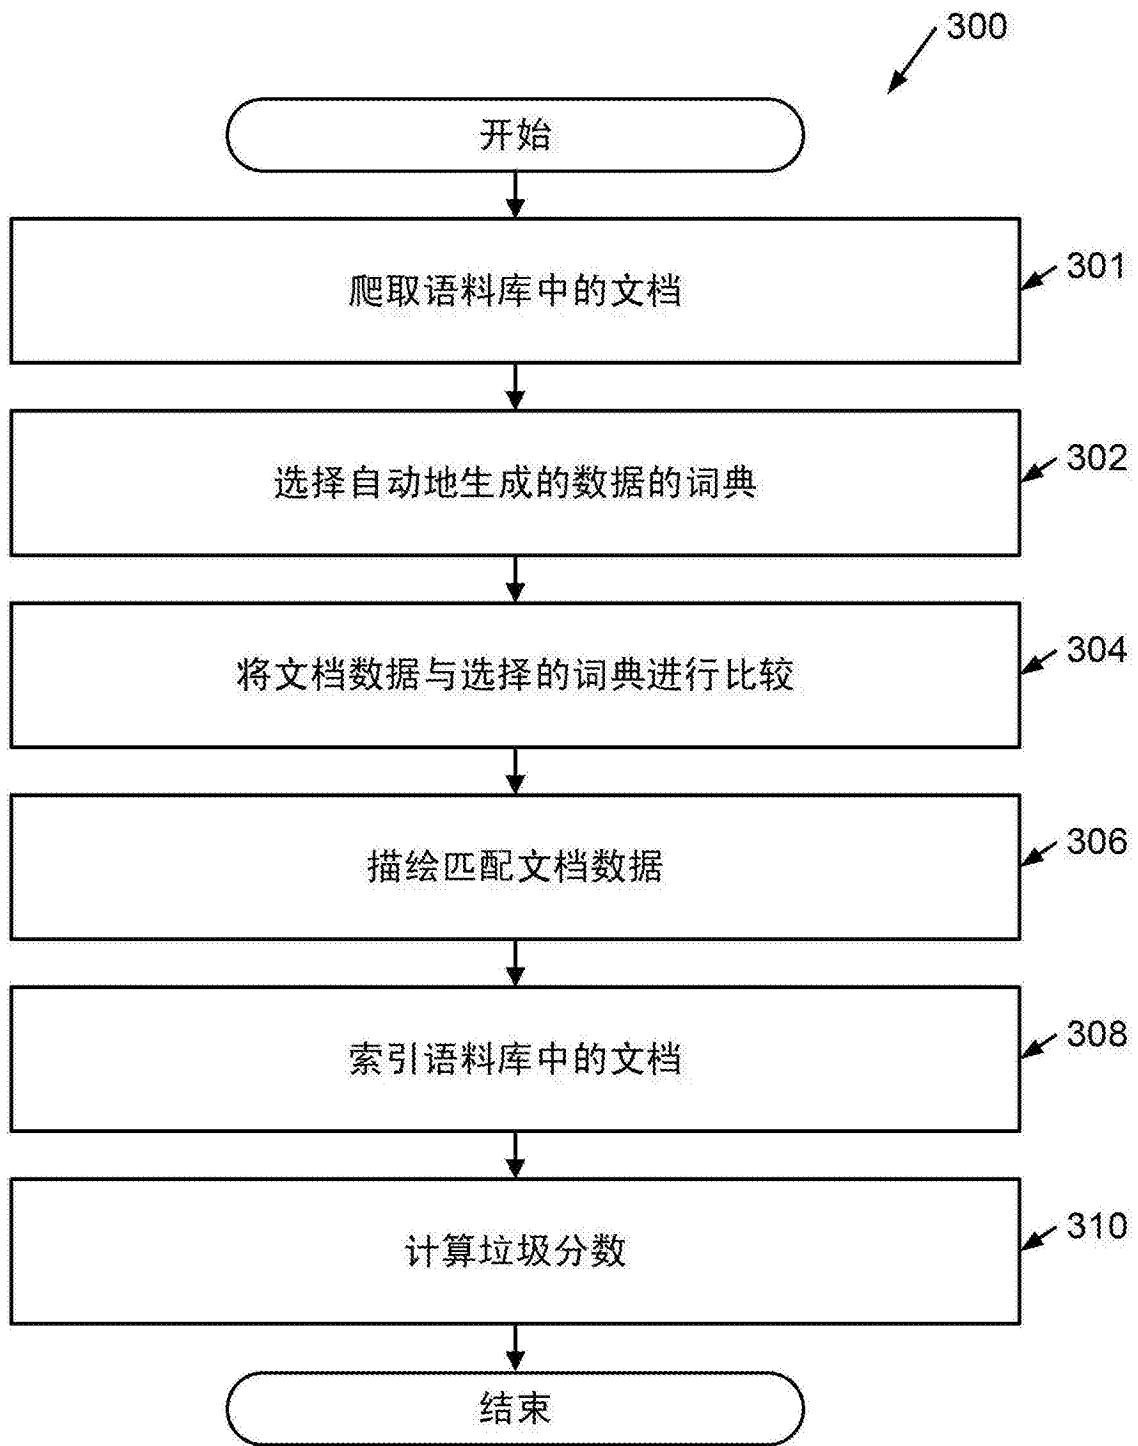 300
开始
爬取语料库中的文档
301
选择自动地生成的数据的词典
302
将文档数据与选择的词典进行比较
304
描绘匹配文档数据
306
索引语料库中的文档
308
计算垃圾分数
310
结束